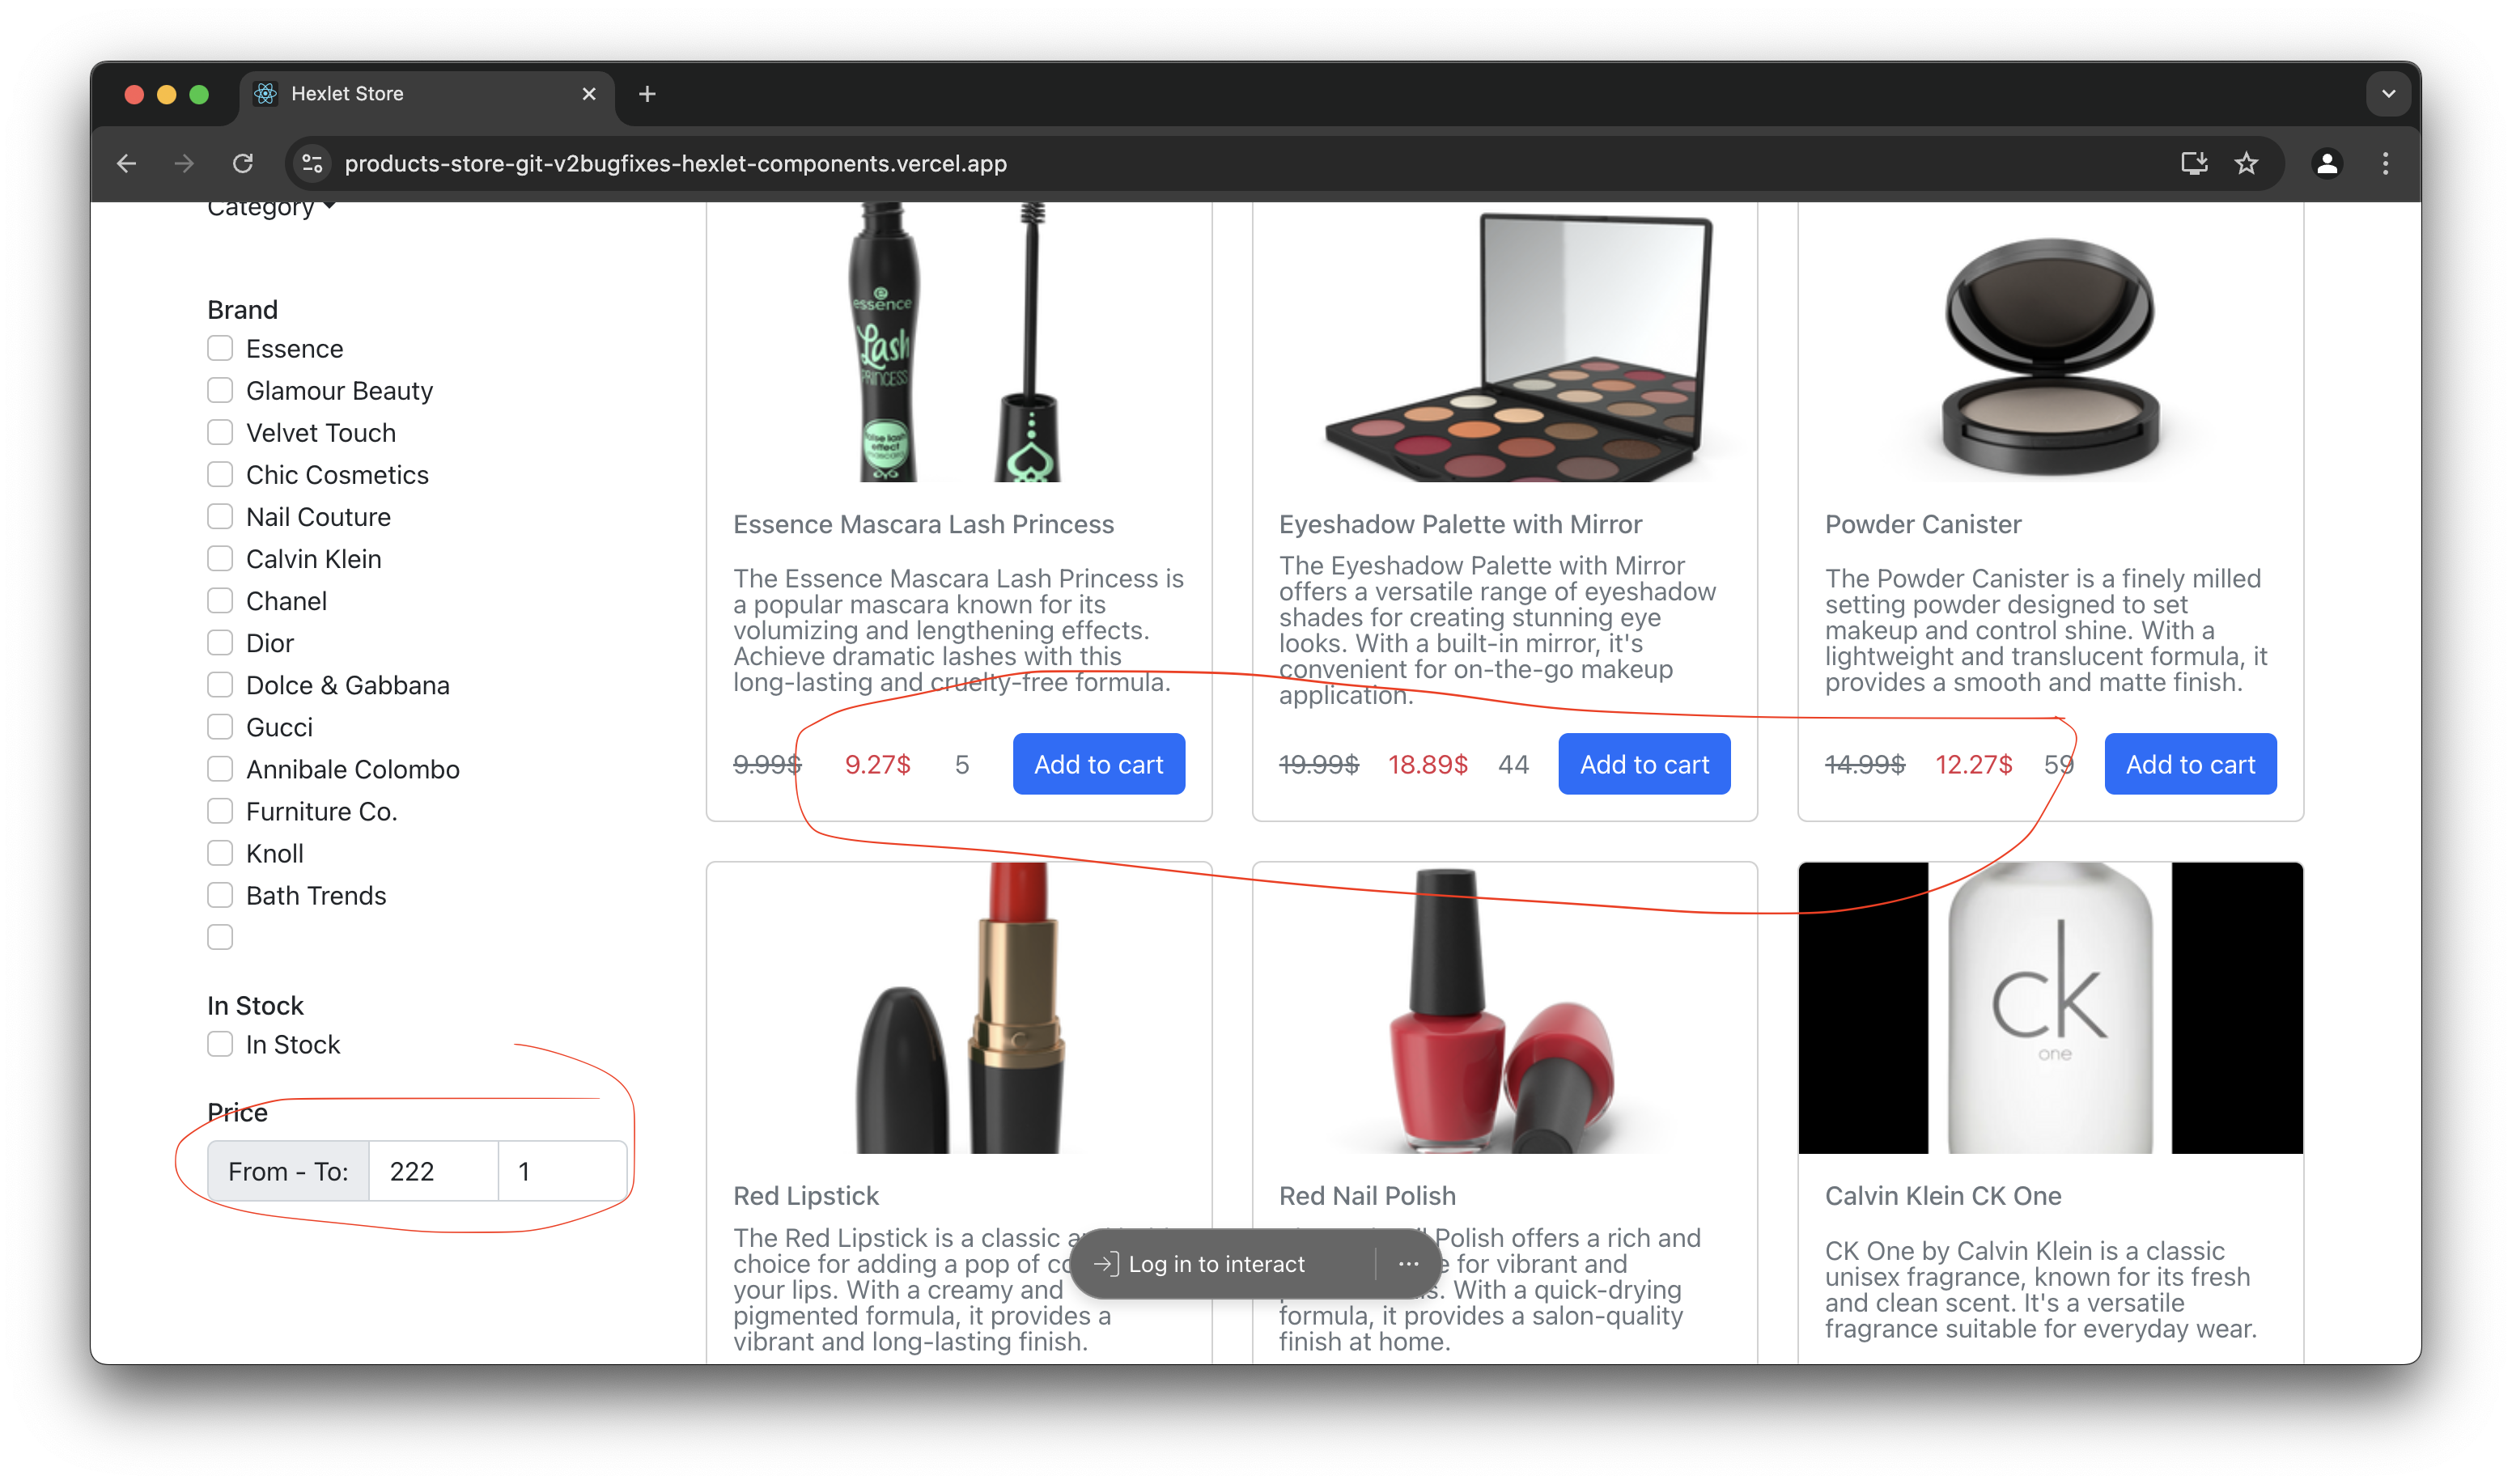 Hexlet Store
products-store-git-v2bugfixes-hexlet-components.vercel.app
Category
Brand
Essence
Glamour Beauty
Velvet Touch
Chic Cosmetics
Nail Couture
Calvin Klein
Chanel
Dior
Dolce & Gabbana
Gucci
Annibale Colombo
Furniture Co.
Knoll
Bath Trends
In Stock
In Stock
Price
From - To:
222
1
essence
Lash
PRINCESS
false lash
effect
mascara
Essence Mascara Lash Princess
The Essence Mascara Lash Princess is
a popular mascara known for its
volumizing and lengthening effects.
Achieve dramatic lashes with this
long-lasting and cruelty-free formula.
9.99$ 9.27$ 5 Add to cart
Eyeshadow Palette with Mirror
The Eyeshadow Palette with Mirror
offers a versatile range of eyeshadow
shades for creating stunning eye
looks. With a built-in mirror, it's
convenient for on-the-go makeup
application.
19.99$ 18.89$ 44 Add to cart
Powder Canister
The Powder Canister is a finely milled
setting powder designed to set
makeup and control shine. With a
lightweight and translucent formula, it
provides a smooth and matte finish.
14.99$ 12.27$ 59 Add to cart
Red Lipstick
The Red Lipstick is a classic
choice for adding a pop of
your lips. With a creamy and
pigmented formula, it provides a
vibrant and long-lasting finish.
Red Nail Polish
Polish offers a rich and
for vibrant and
With a quick-drying
formula, it provides a salon-quality
finish at home.
ck
one
Calvin Klein CK One
CK One by Calvin Klein is a classic
unisex fragrance, known for its fresh
and clean scent. It's a versatile
fragrance suitable for everyday wear.
Log in to interact